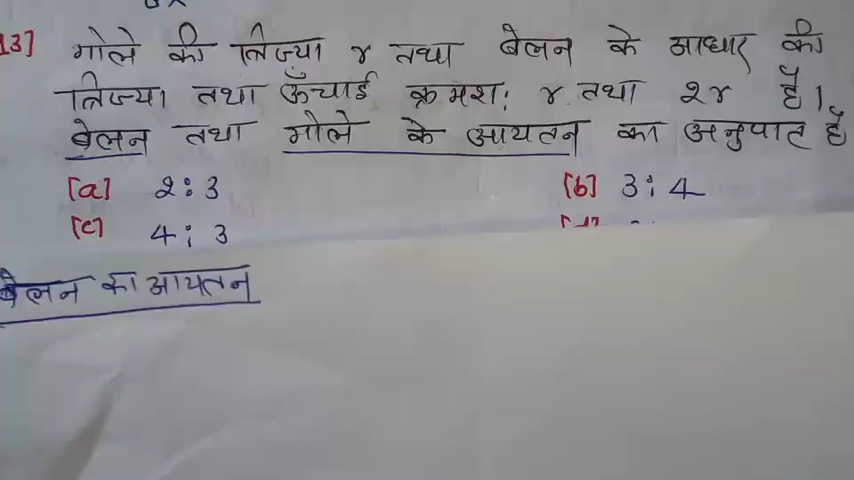 13] गोले की त्रिज्या r तथा बेलन के आधार की
त्रिज्या तथा ऊँचाई क्रमश: r तथा 2r है।
बेलन तथा गोले के आयतन का अनुपात है
[a] 2:3 [b] 3:4
[c] 4:3
बेलन का आयतन